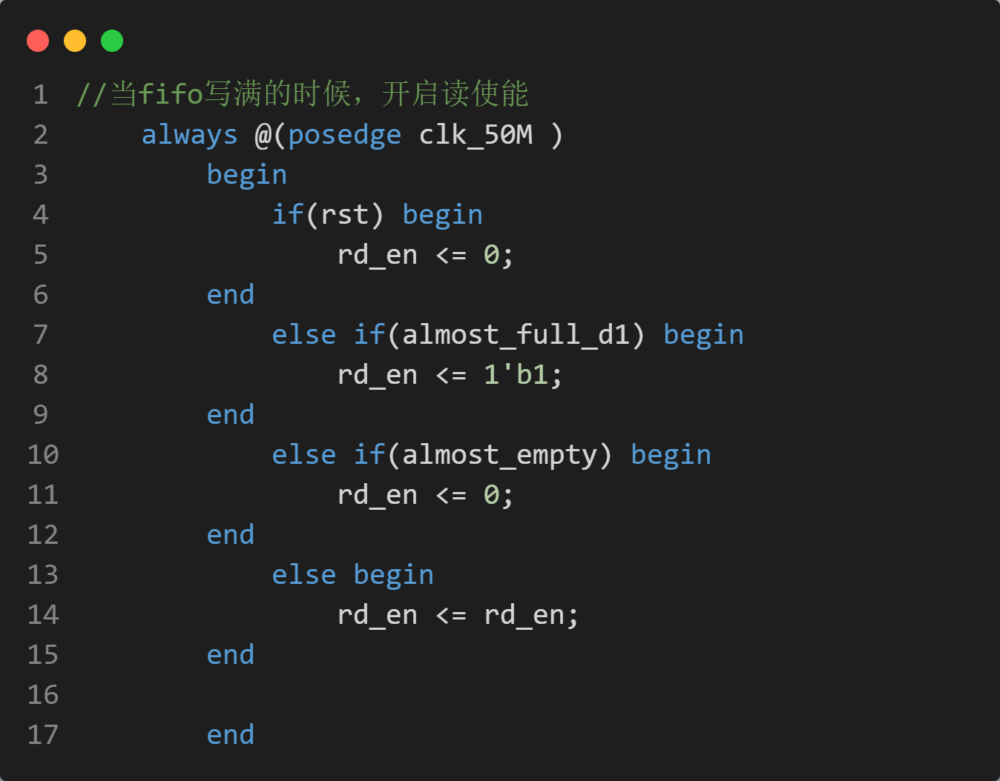 1 //当fifo写满的时候，开启读使能
2     always @(posedge clk_50M )
3         begin
4             if(rst) begin
5                 rd_en <= 0;
6         end
7             else if(almost_full_d1) begin
8                 rd_en <= 1'b1;
9         end
10             else if(almost_empty) begin
11                 rd_en <= 0;
12         end
13             else begin
14                 rd_en <= rd_en;
15         end
16
17         end